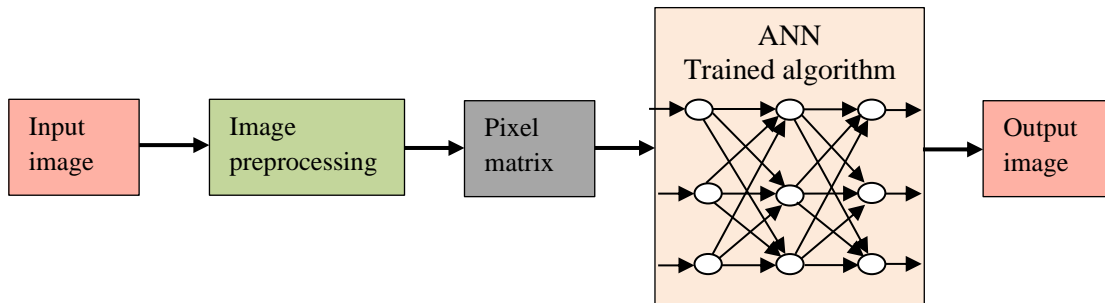 Input
image
Image
preprocessing
Pixel
matrix
ANN
Trained algorithm
Output
image